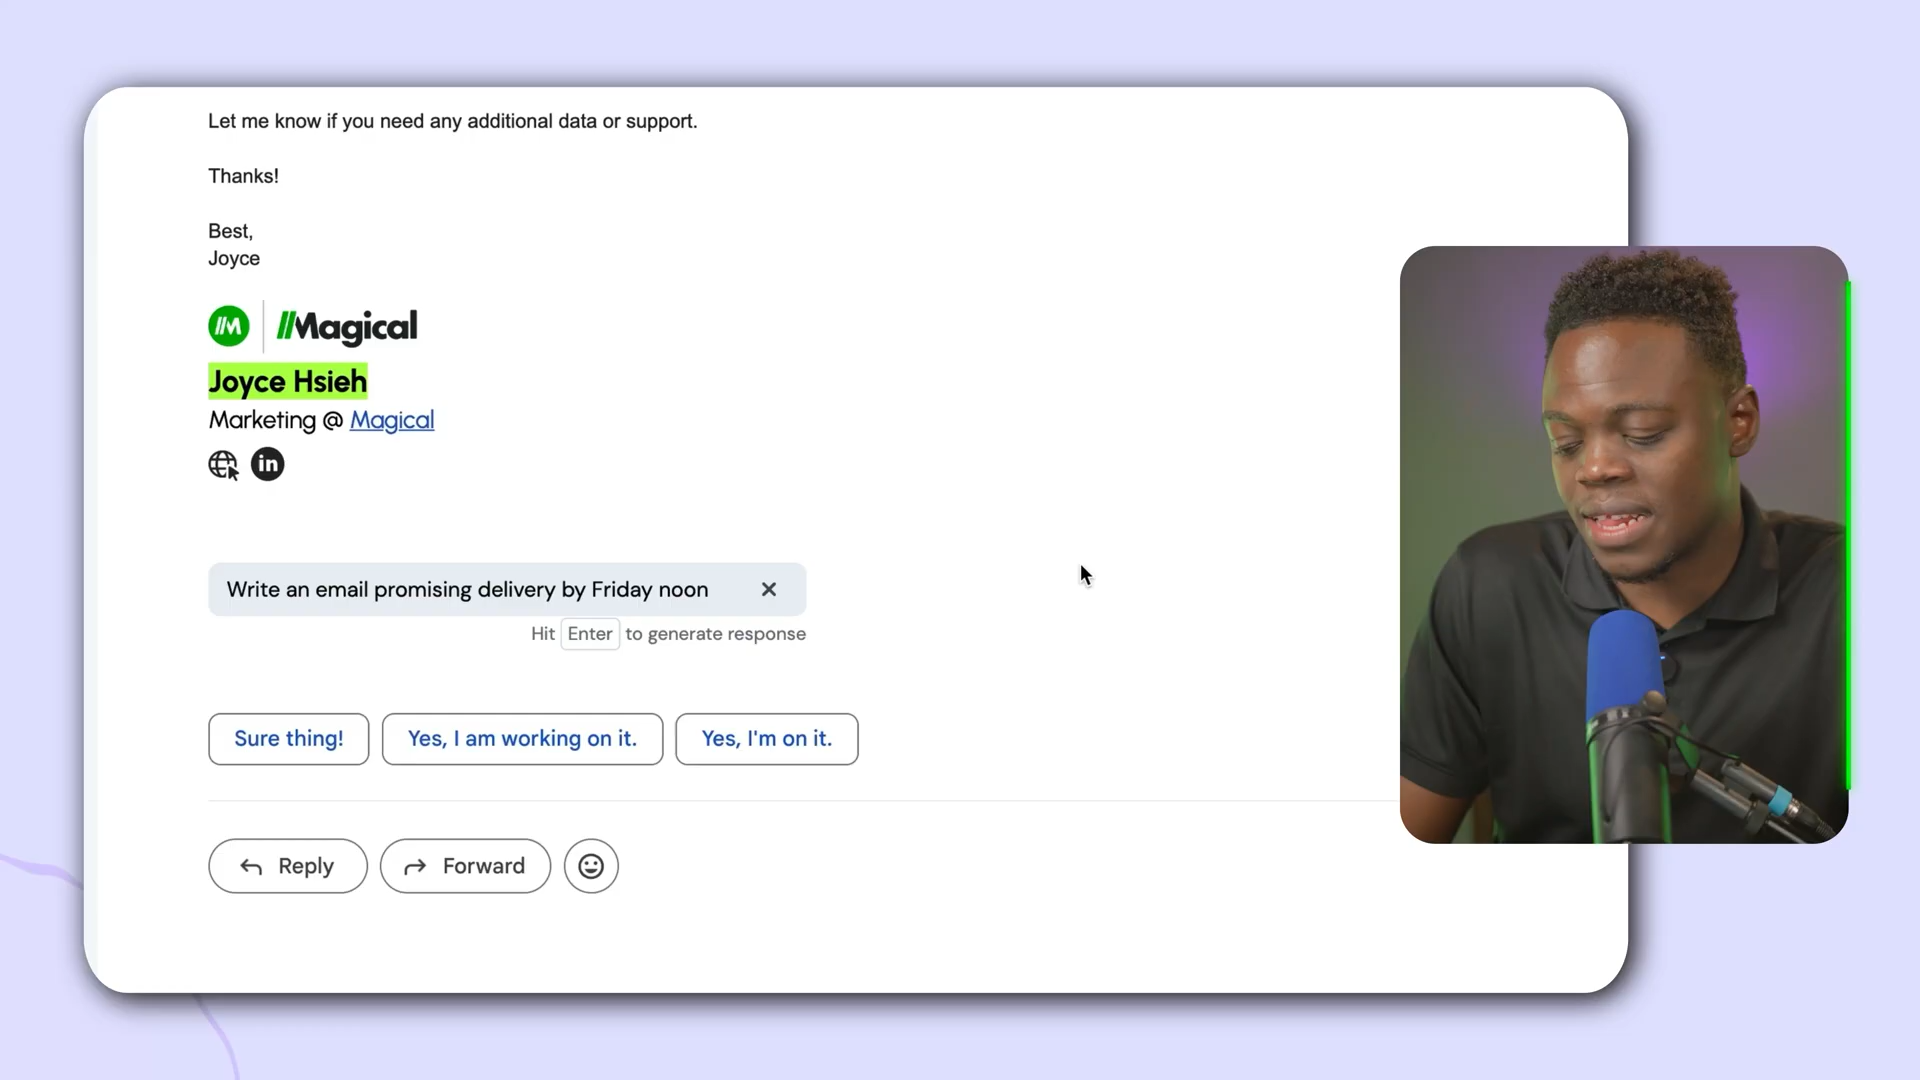 Let me know if you need any additional data or support.
Thanks!
Best,
Joyce
M Magical
Joyce Hsieh
Marketing @ Magical
in
Write an email promising delivery by Friday noon
Hit Enter to generate response
Sure thing! Yes, I am working on it. Yes, I'm on it.
Reply Forward